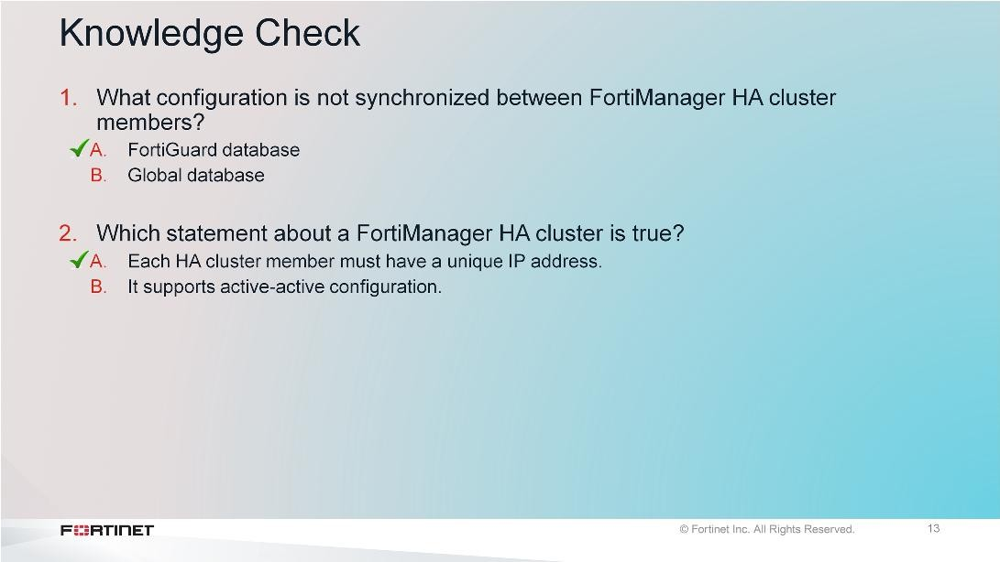 Knowledge Check
1. What configuration is not synchronized between FortiManager HA cluster
members?
A. FortiGuard database
B. Global database
2. Which statement about a FortiManager HA cluster is true?
A. Each HA cluster member must have a unique IP address.
B. It supports active-active configuration.
FORTINET
© Fortinet Inc. All Rights Reserved.
13